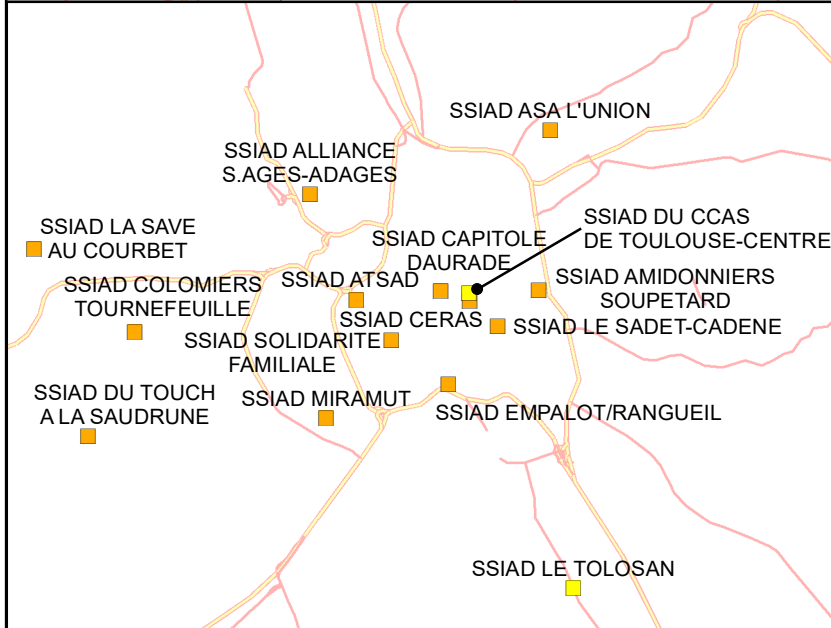 SSIAD ASA L'UNION
SSIAD ALLIANCE
S.AGES-ADAGES
SSIAD LA SAVE
AU COURBET
SSIAD CAPITOLE
DAURADE
SSIAD DU CCAS
DE TOULOUSE-CENTRE
SSIAD COLOMIERS
TOURNEFEUILLE
SSIAD ATSAD
SSIAD AMIDONNIERS
SOUPETARD
SSIAD CERAS
SSIAD LE SADET-CADENE
SSIAD SOLIDARITE
FAMILIALE
SSIAD DU TOUCH
A LA SAUDRUNE
SSIAD MIRAMUT
SSIAD EMPALOT/RANGUEIL
SSIAD LE TOLOSAN